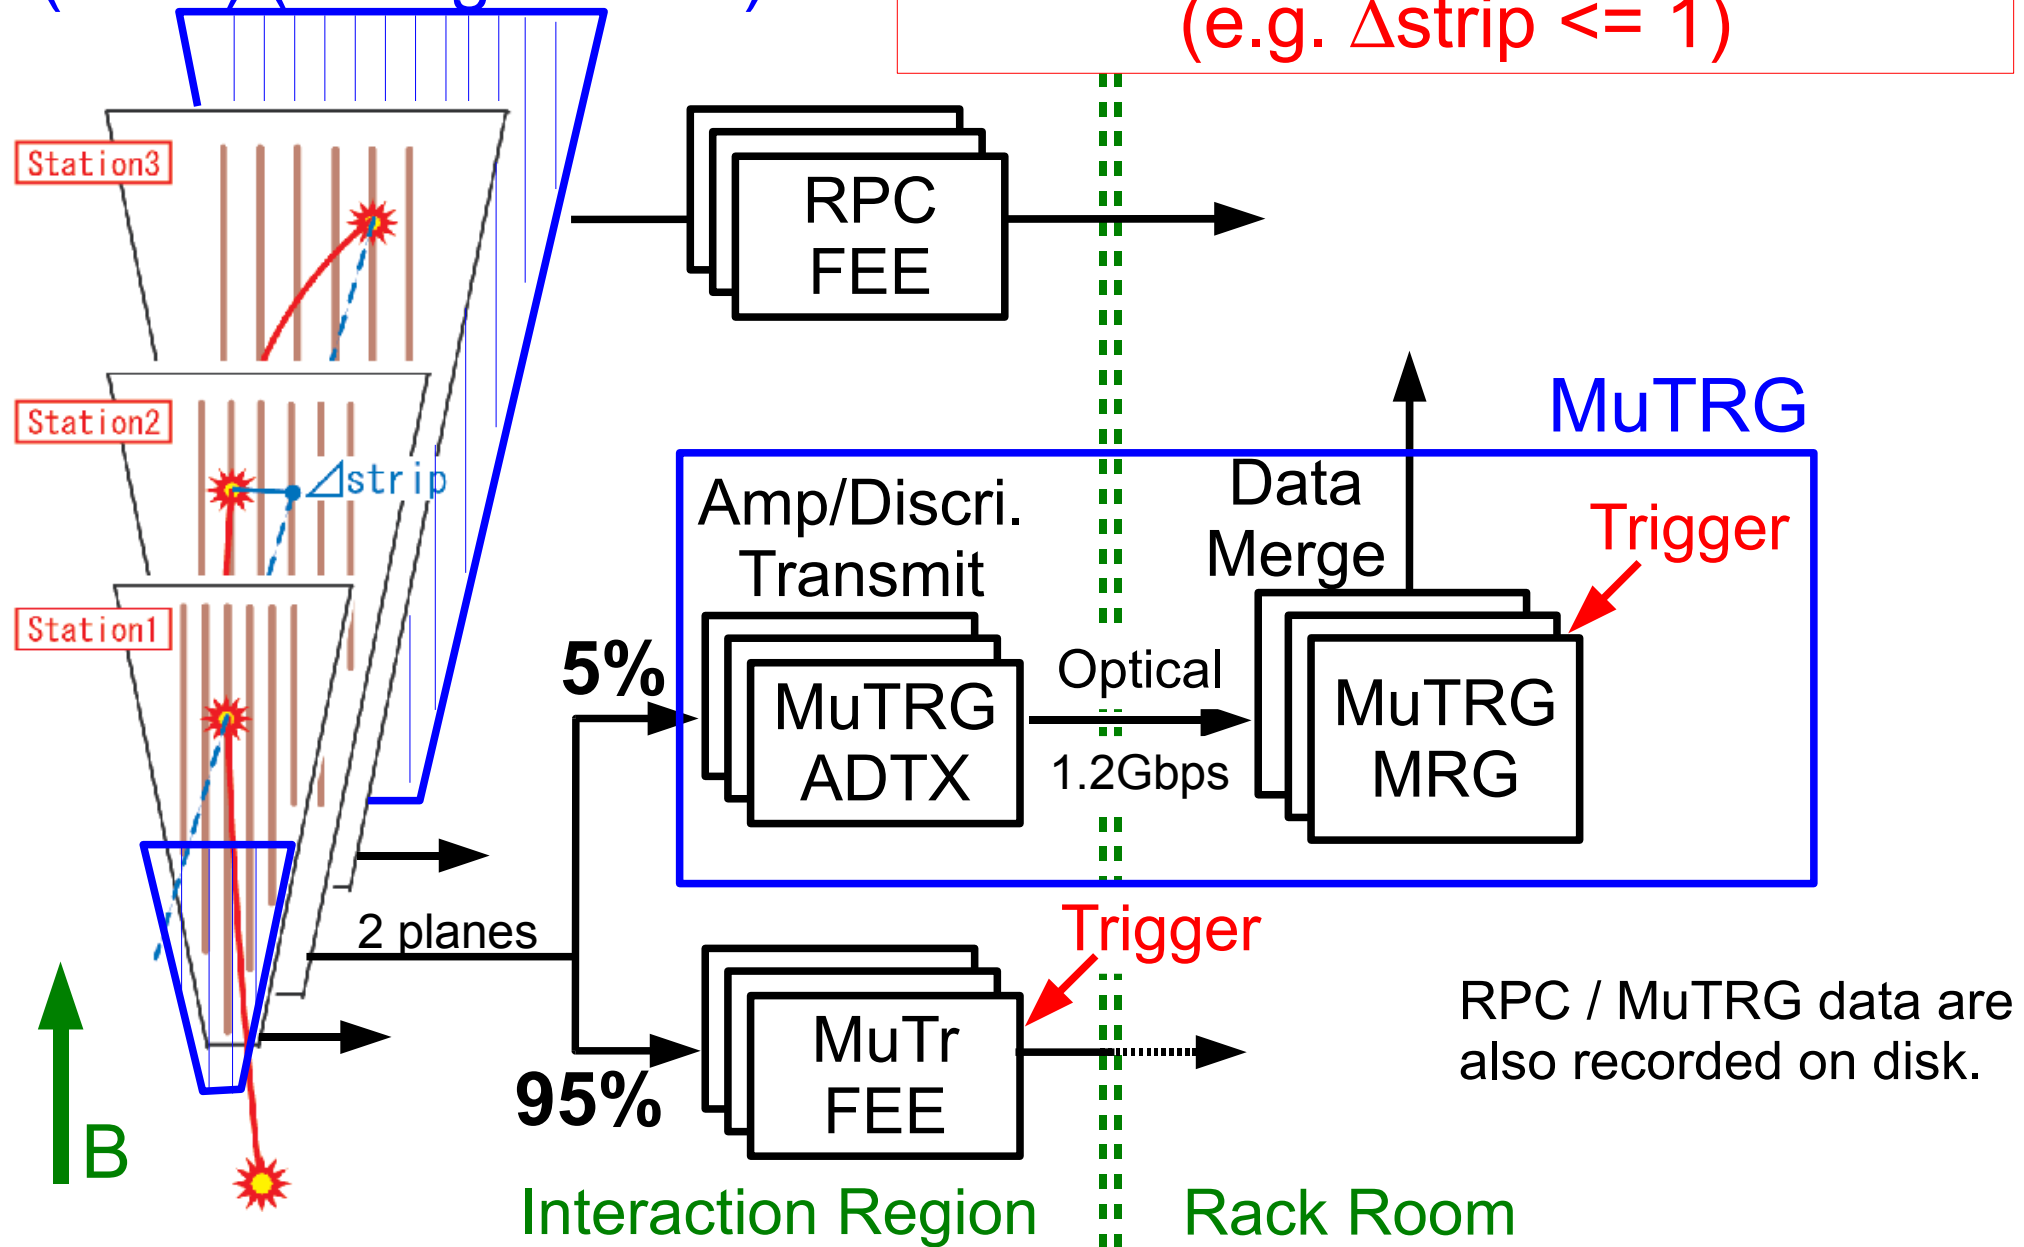 (e.g. Δstrip <= 1)
Station3
RPC
FEE
Station2
⊿strip
MuTRG
Amp/Discri.
Transmit
Data
Merge
Trigger
Station1
5%
Optical
MuTRG
ADTX
1.2Gbps
MuTRG
MRG
2 planes
Trigger
95%
MuTr
FEE
RPC / MuTRG data are
also recorded on disk.
B
Interaction Region
Rack Room